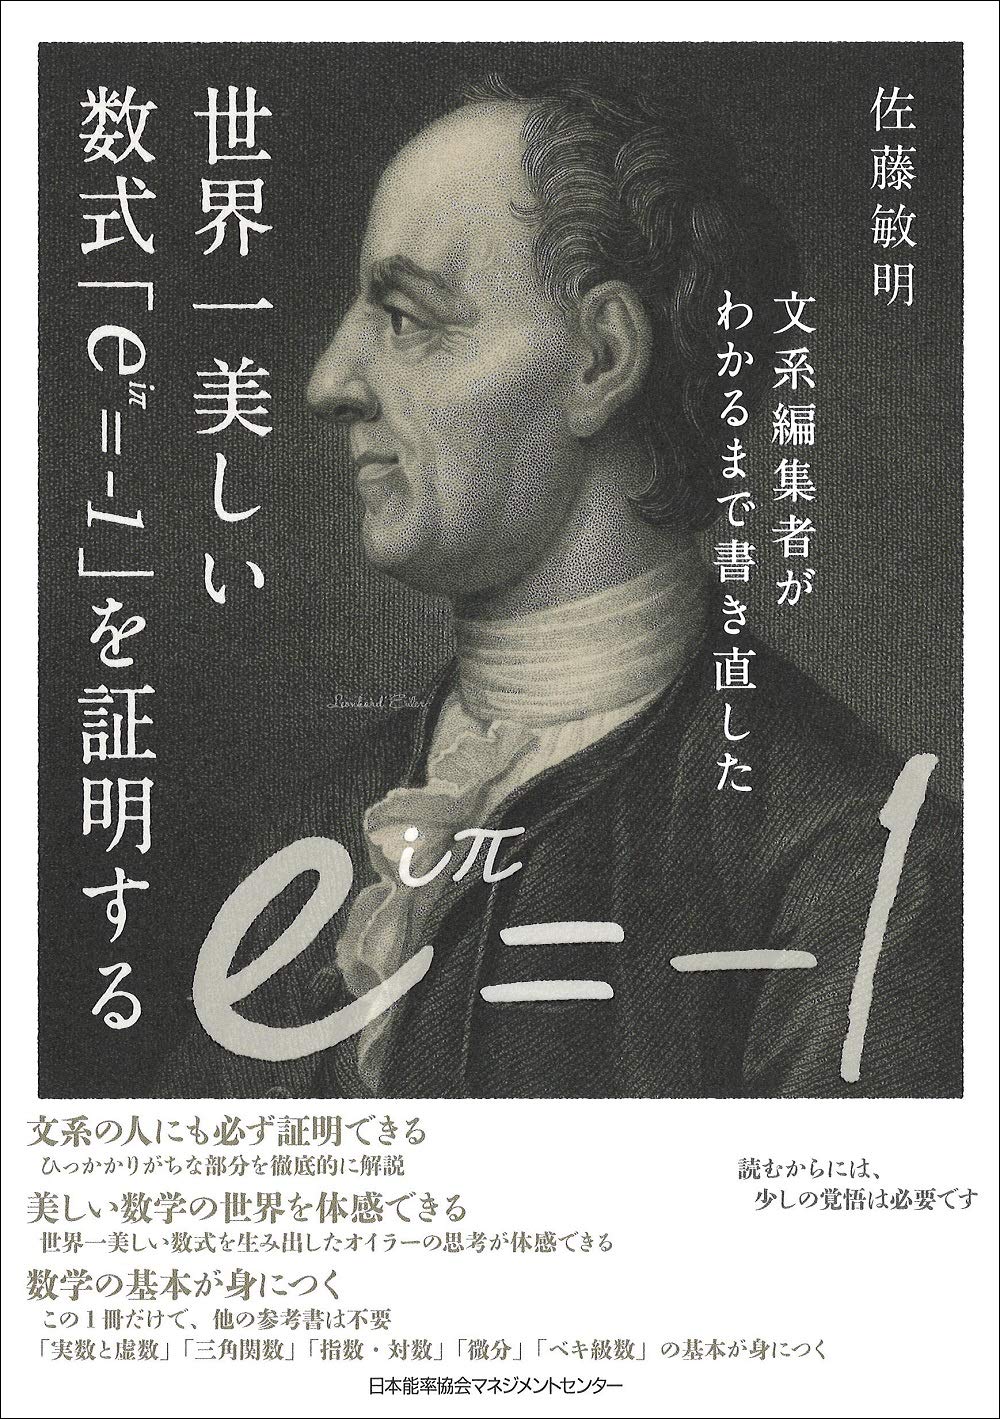 佐藤敏明
文系編集者が
わかるまで書き直した
世界一美しい
数式「e^iπ=-1」を証明する
Leonhard Euler
e^iπ=-1
文系の人にも必ず証明できる
ひっかかりがちな部分を徹底的に解説
美しい数学の世界を体感できる
世界一美しい数式を生み出したオイラーの思考が体感できる
数学の基本が身につく
この1冊だけで、他の参考書は不要
「実数と虚数」「三角関数」「指数・対数」「微分」「ベキ級数」の基本が身につく
読むからには、
少しの覚悟は必要です
日本能率協会マネジメントセンター